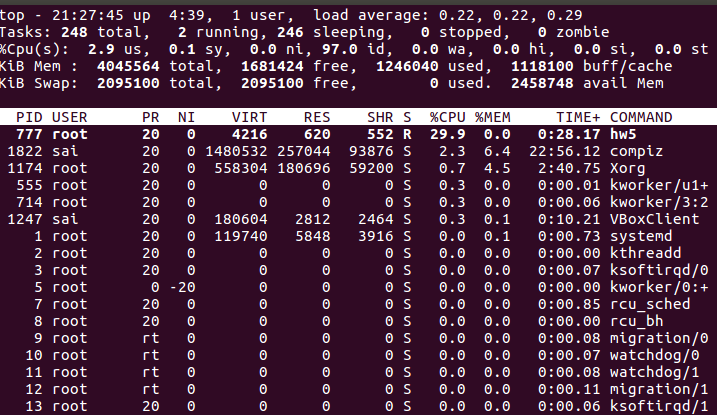 top - 21:27:45 up  4:39,  1 user,  load average: 0.22, 0.22, 0.29
Tasks: 248 total,   2 running, 246 sleeping,   0 stopped,   0 zombie
%Cpu(s):  2.9 us,  0.1 sy,  0.0 ni, 97.0 id,  0.0 wa,  0.0 hi,  0.0 si,  0.0 st
KiB Mem :  4045564 total,  1681424 free,  1246040 used,  1118100 buff/cache
KiB Swap:  2095100 total,  2095100 free,        0 used.  2458748 avail Mem
PID USER      PR  NI    VIRT    RES    SHR S  %CPU %MEM     TIME+ COMMAND
777 root      20   0    4216    620    552 R  29.9  0.0   0:28.17 hw5
1822 sai       20   0 1480532 257044  93876 S   2.3  6.4  22:56.12 compiz
1174 root      20   0  558304 180696  59200 S   0.7  4.5   2:40.75 Xorg
555 root      20   0       0      0      0 S   0.3  0.0   0:00.01 kworker/u1+
714 root      20   0       0      0      0 S   0.3  0.0   0:00.06 kworker/3:2
1247 sai       20   0  180604   2812   2464 S   0.3  0.1   0:10.21 VBoxClient
1 root      20   0  119740   5848   3916 S   0.0  0.1   0:00.73 systemd
2 root      20   0       0      0      0 S   0.0  0.0   0:00.00 kthreadd
3 root      20   0       0      0      0 S   0.0  0.0   0:00.07 ksoftirqd/0
5 root       0 -20       0      0      0 S   0.0  0.0   0:00.00 kworker/0:+
7 root      20   0       0      0      0 S   0.0  0.0   0:00.85 rcu_sched
8 root      20   0       0      0      0 S   0.0  0.0   0:00.00 rcu_bh
9 root      rt   0       0      0      0 S   0.0  0.0   0:00.08 migration/0
10 root      rt   0       0      0      0 S   0.0  0.0   0:00.07 watchdog/0
11 root      rt   0       0      0      0 S   0.0  0.0   0:00.08 watchdog/1
12 root      rt   0       0      0      0 S   0.0  0.0   0:00.11 migration/1
13 root      20   0       0      0      0 S   0.0  0.0   0:00.06 ksoftirqd/1